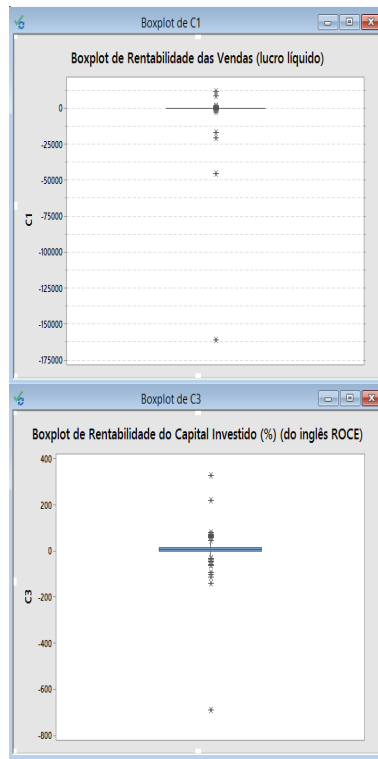 Boxplot de C1
Boxplot de Rentabilidade das Vendas (lucro líquido)
0
-25000
-50000
-75000
-100000
-125000
-150000
-175000
C1
Boxplot de C3
Boxplot de Rentabilidade do Capital Investido (%) (do inglês ROCE)
400
200
0
-200
-400
-600
-800
C3